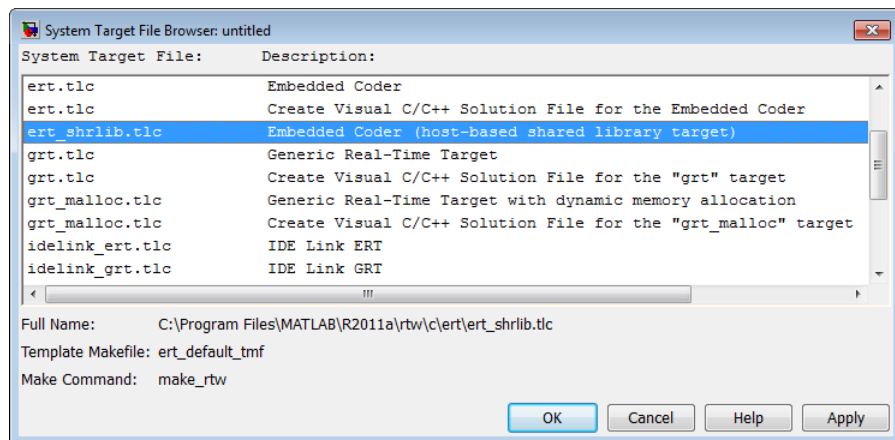 System Target File Browser: untitled
System Target File: Description:
ert.tlc Embedded Coder
ert.tlc Create Visual C/C++ Solution File for the Embedded Coder
ert_shrlib.tlc Embedded Coder (host-based shared library target)
grt.tlc Generic Real-Time Target
grt.tlc Create Visual C/C++ Solution File for the "grt" target
grt_malloc.tlc Generic Real-Time Target with dynamic memory allocation
grt_malloc.tlc Create Visual C/C++ Solution File for the "grt_malloc" target
idelink_ert.tlc IDE Link ERT
idelink_grt.tlc IDE Link GRT
Full Name: C:\Program Files\MATLAB\R2011a\rtw\c\ert\ert_shrlib.tlc
Template Makefile: ert_default_tmf
Make Command: make_rtw
OK Cancel Help Apply